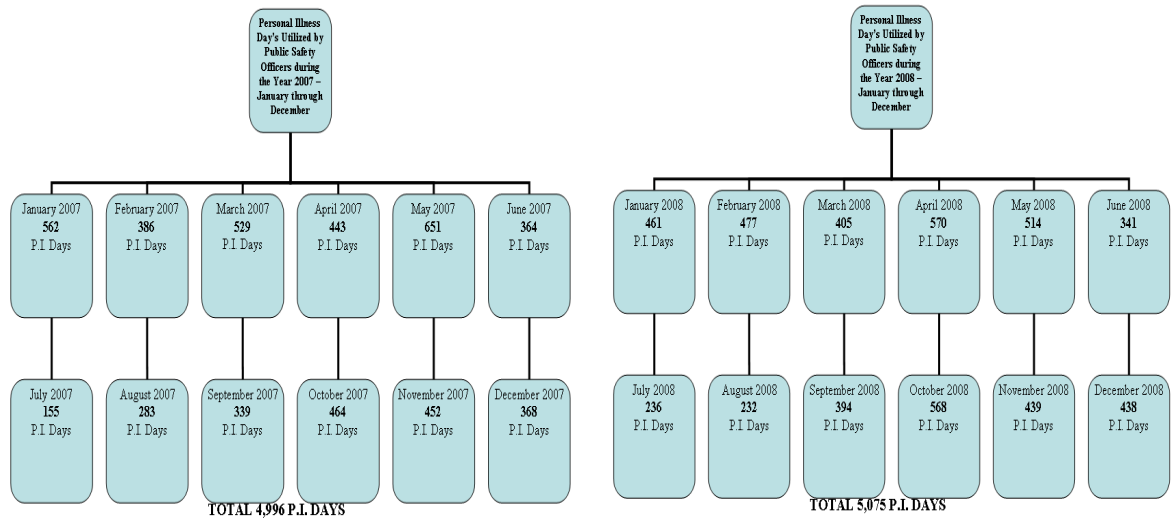 Personal Illness
Day's Utilized by
Public Safety
Officers during
the Year 2007 –
January through
December
January 2007
562
P.I. Days
February 2007
386
P.I. Days
March 2007
529
P.I. Days
April 2007
443
P.I. Days
May 2007
651
P.I. Days
June 2007
364
P.I. Days
July 2007
155
P.I. Days
August 2007
283
P.I. Days
September 2007
339
P.I. Days
October 2007
464
P.I. Days
November 2007
452
P.I. Days
December 2007
368
P.I. Days
TOTAL 4,996 P.I. DAYS
Personal Illness
Day's Utilized by
Public Safety
Officers during
the Year 2008 –
January through
December
January 2008
461
P.I. Days
February 2008
477
P.I. Days
March 2008
405
P.I. Days
April 2008
570
P.I. Days
May 2008
514
P.I. Days
June 2008
341
P.I. Days
July 2008
236
P.I. Days
August 2008
232
P.I. Days
September 2008
394
P.I. Days
October 2008
568
P.I. Days
November 2008
439
P.I. Days
December 2008
438
P.I. Days
TOTAL 5,075 P.I. DAYS